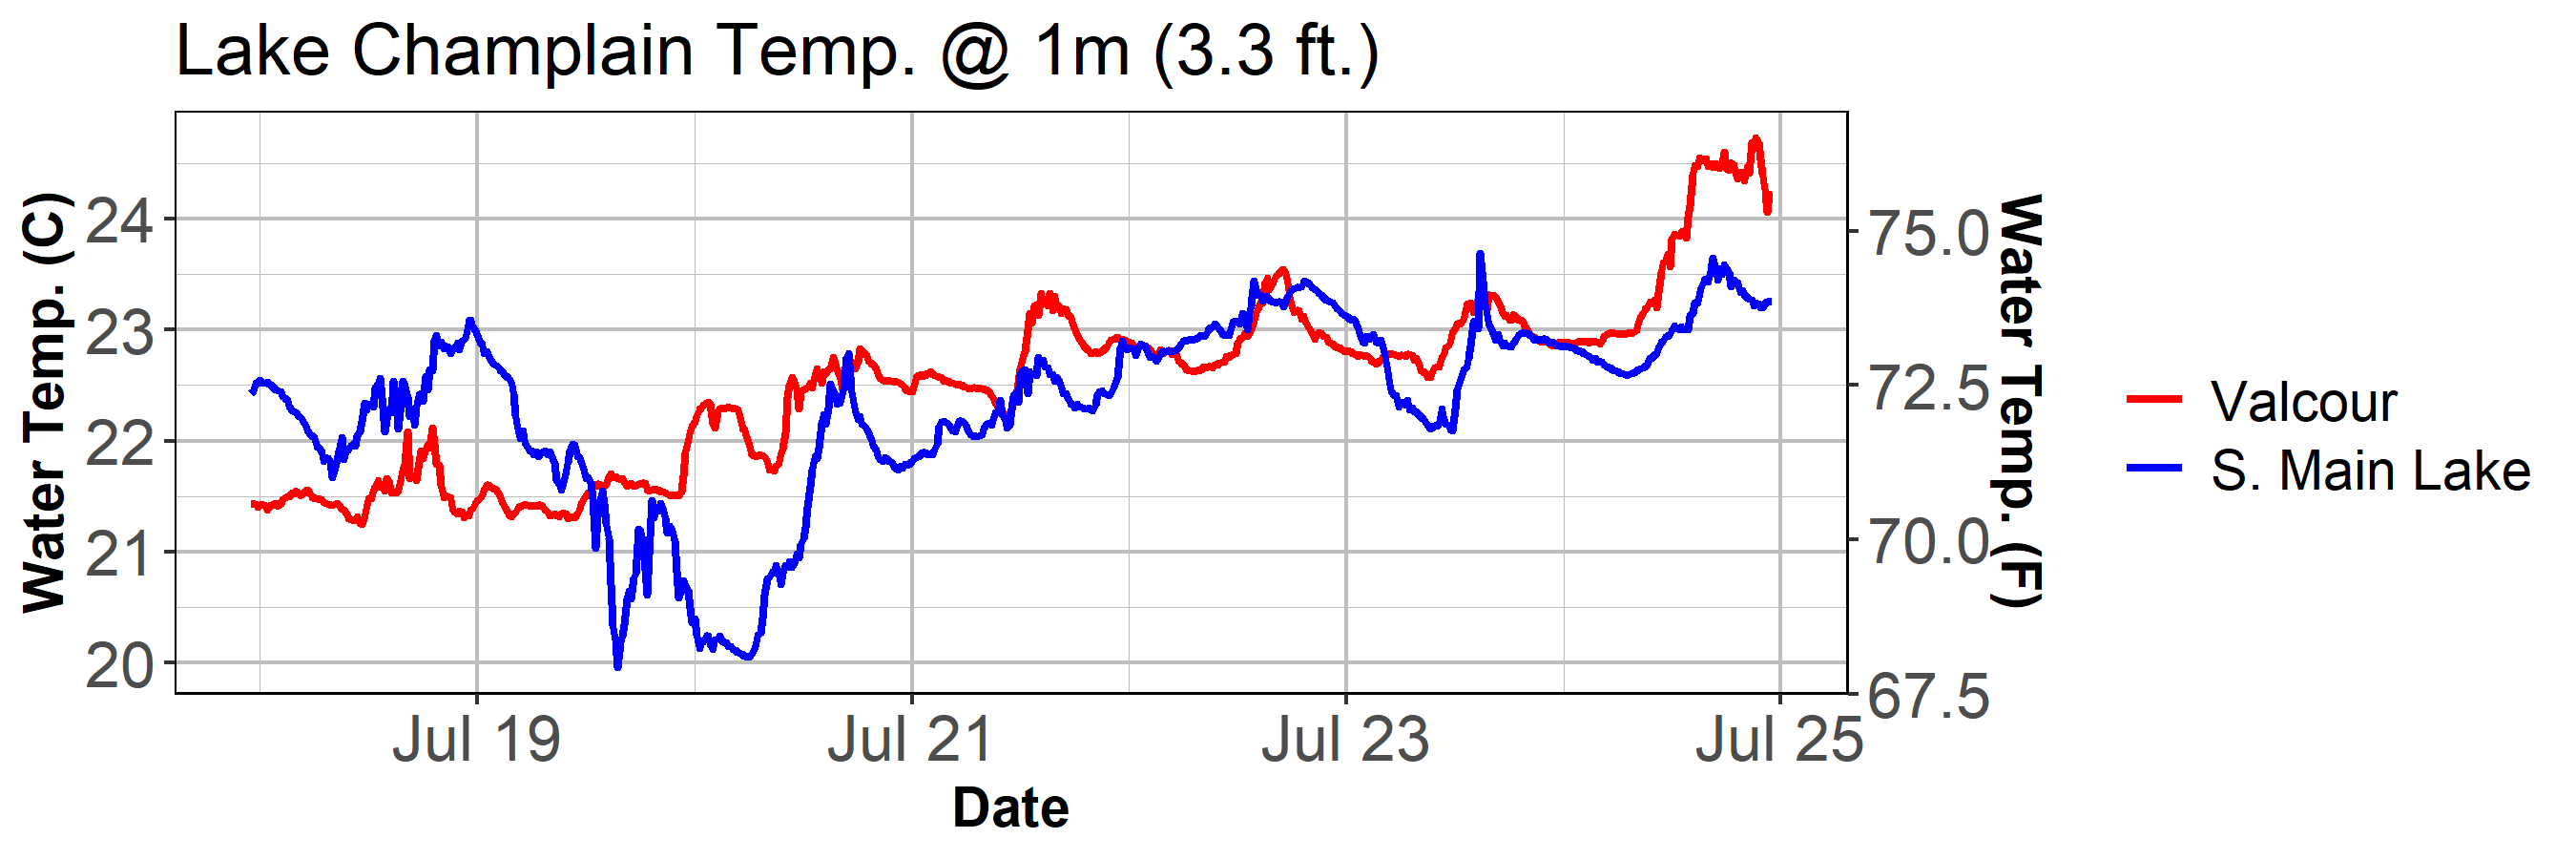 Lake Champlain Temp. @ 1m (3.3 ft.)
Water Temp. (C)
24
23
22
21
20
75.0
72.5
70.0
67.5
Water Temp. (F)
Jul 19
Jul 21
Jul 23
Jul 25
Date
Valcour
S. Main Lake